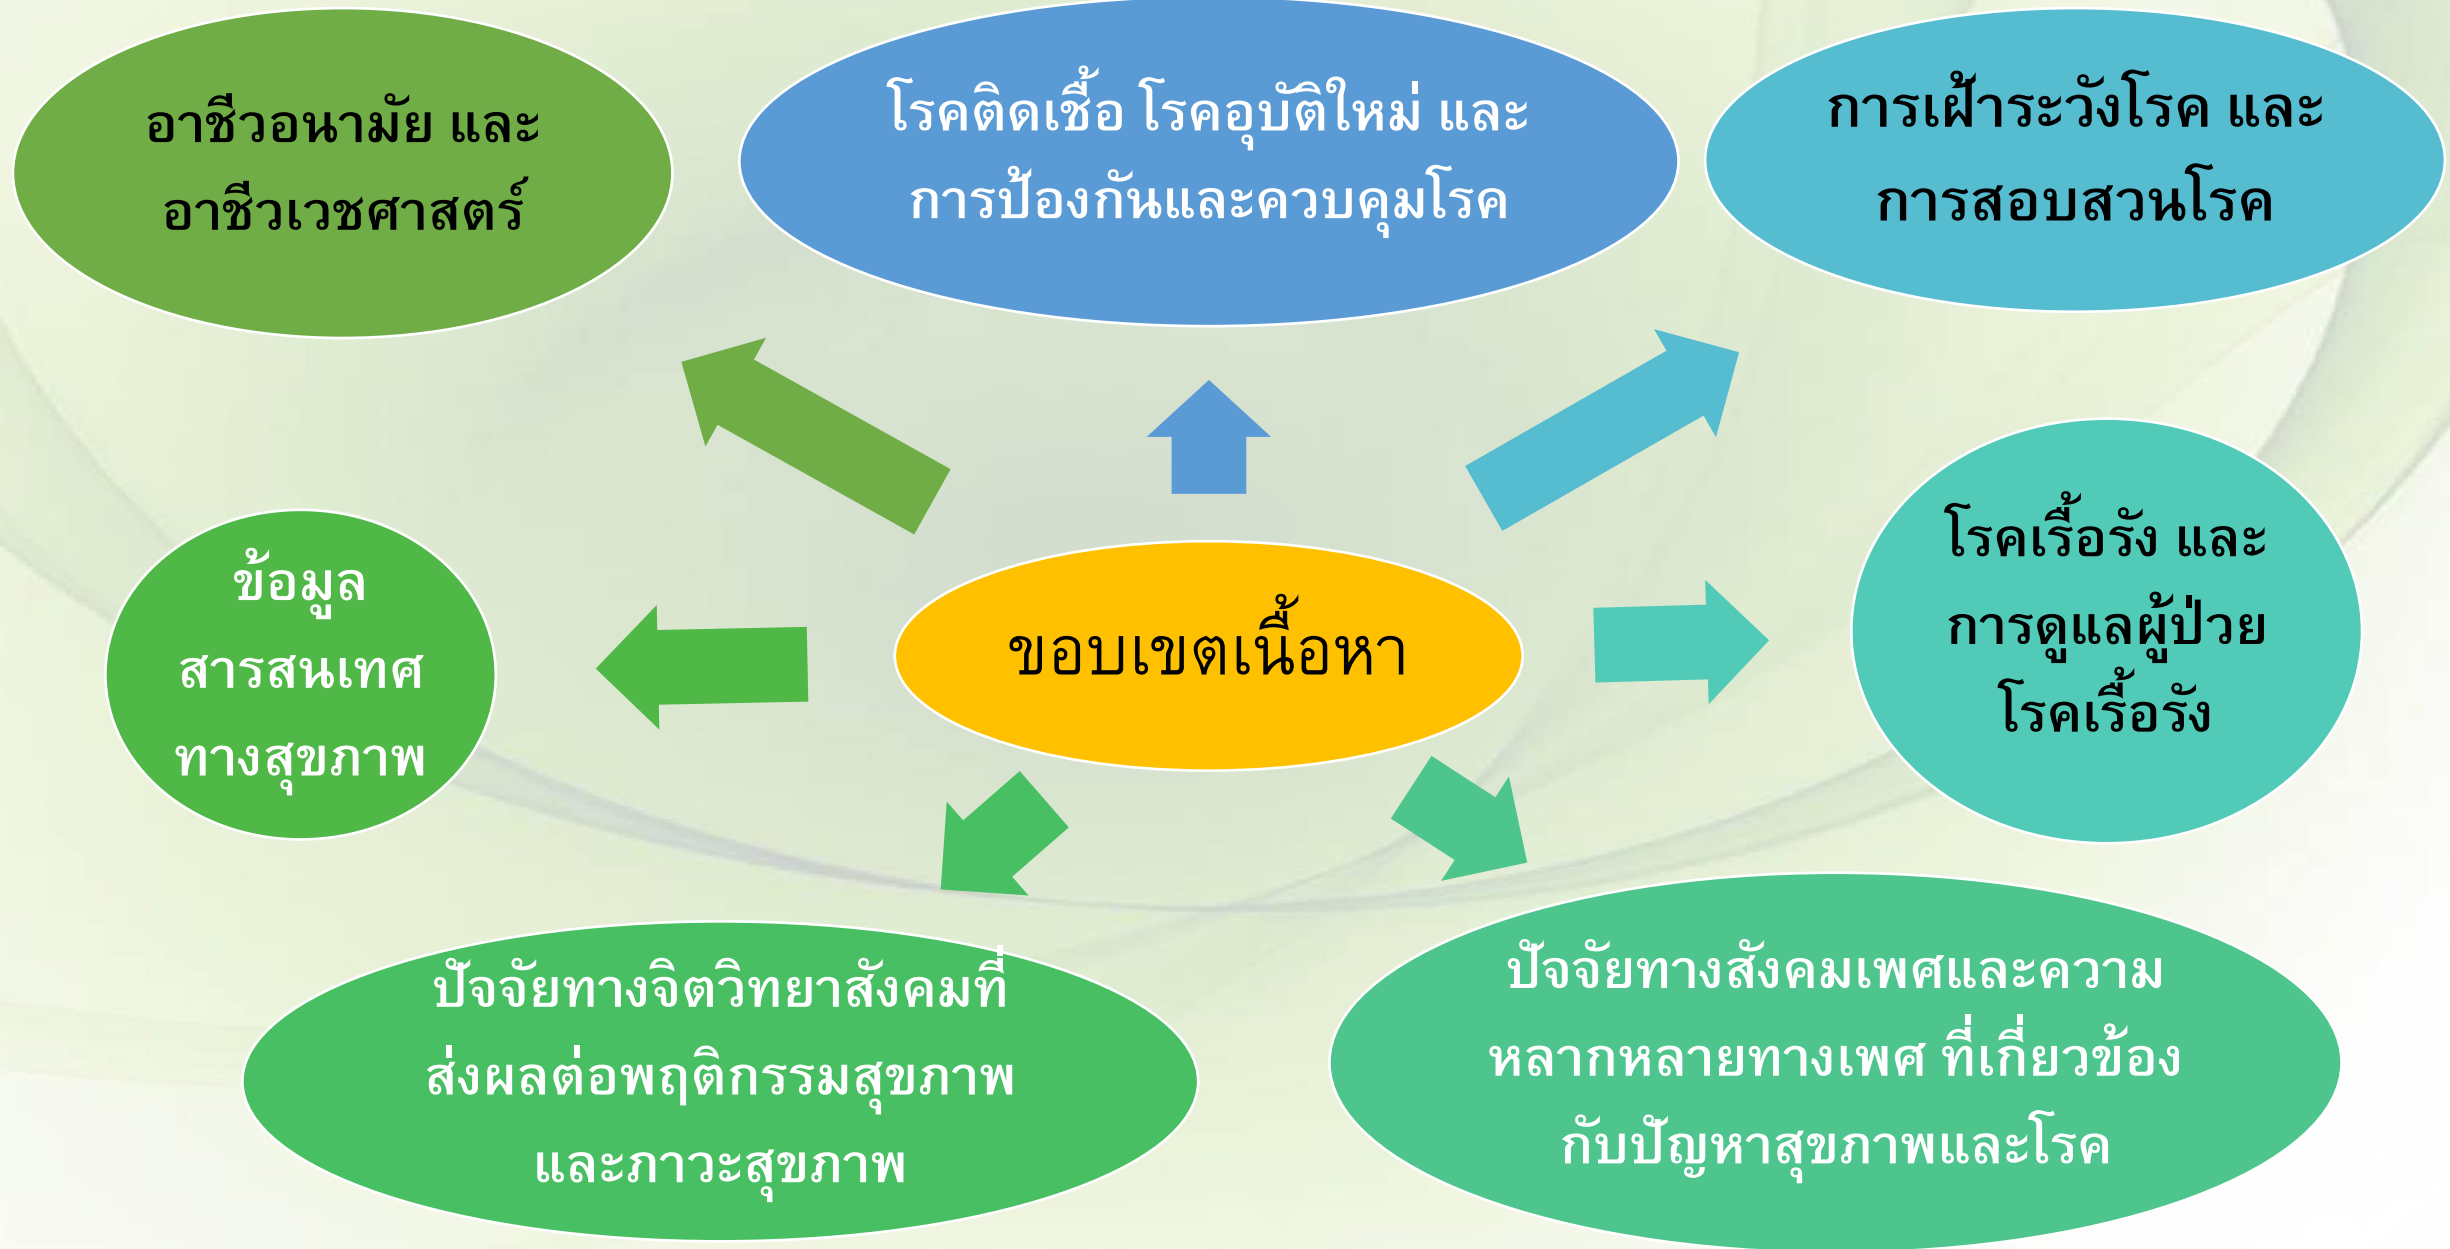 อาชีวอนามัย และ
อาชีวเวชศาสตร์
โรคติดเชื้อ โรคอุบัติใหม่ และ
การป้องกันและควบคุมโรค
การเฝ้าระวังโรค และ
การสอบสวนโรค
ข้อมูล
สารสนเทศ
ทางสุขภาพ
ขอบเขตเนื้อหา
โรคเรื้อรัง และ
การดูแลผู้ป่วย
โรคเรื้อรัง
ปัจจัยทางจิตวิทยาสังคมที่
ส่งผลต่อพฤติกรรมสุขภาพ
และภาวะสุขภาพ
ปัจจัยทางสังคมเพศและความ
หลากหลายทางเพศ ที่เกี่ยวข้อง
กับปัญหาสุขภาพและโรค